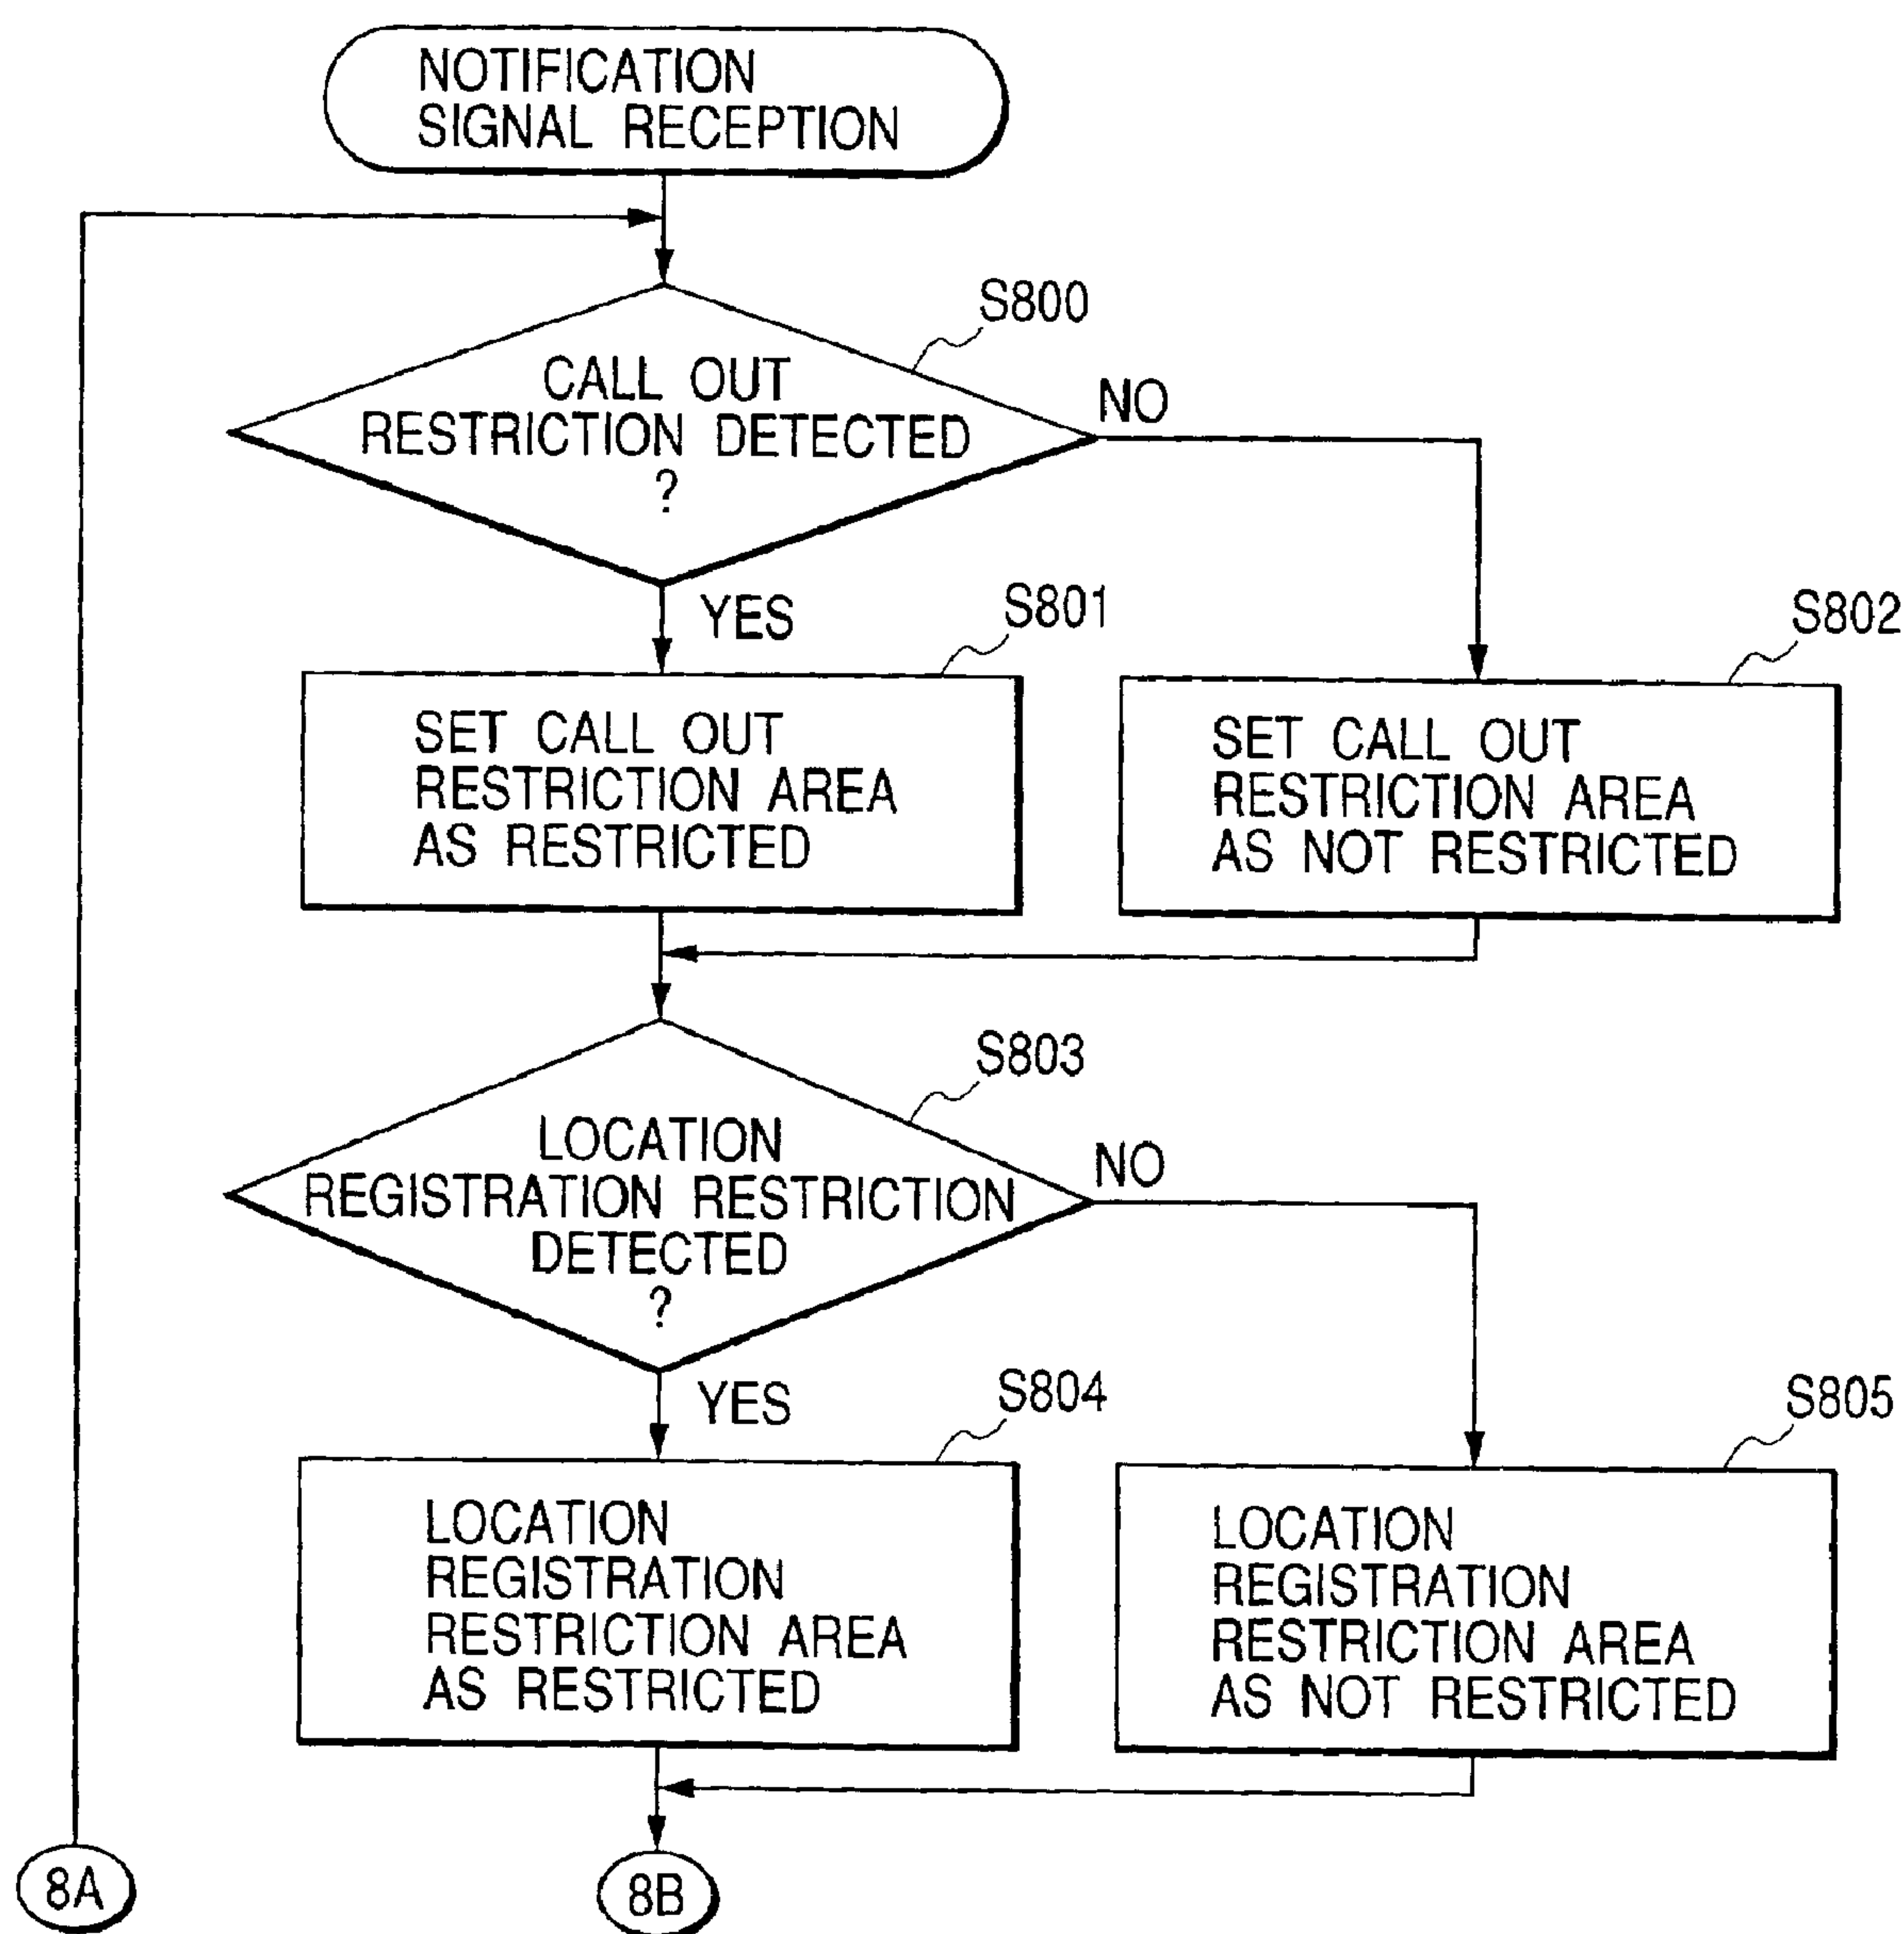 NOTIFICATION
SIGNAL RECEPTION
S800
CALL OUT
RESTRICTION DETECTED
?
NO
YES
S801
S802
SET CALL OUT
RESTRICTION AREA
AS RESTRICTED
SET CALL OUT
RESTRICTION AREA
AS NOT RESTRICTED
S803
LOCATION
REGISTRATION RESTRICTION
DETECTED
?
NO
YES
S804
S805
LOCATION
REGISTRATION
RESTRICTION AREA
AS RESTRICTED
LOCATION
REGISTRATION
RESTRICTION AREA
AS NOT RESTRICTED
8A
8B